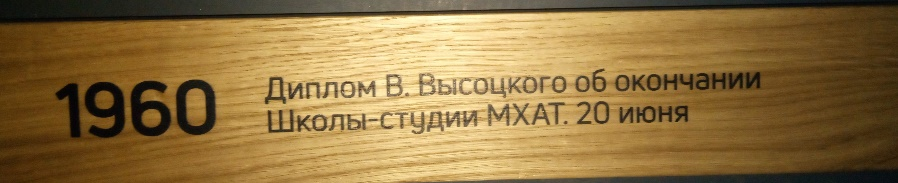 1960
Диплом В. Высоцкого об окончании
Школы-студии МХАТ. 20 июня